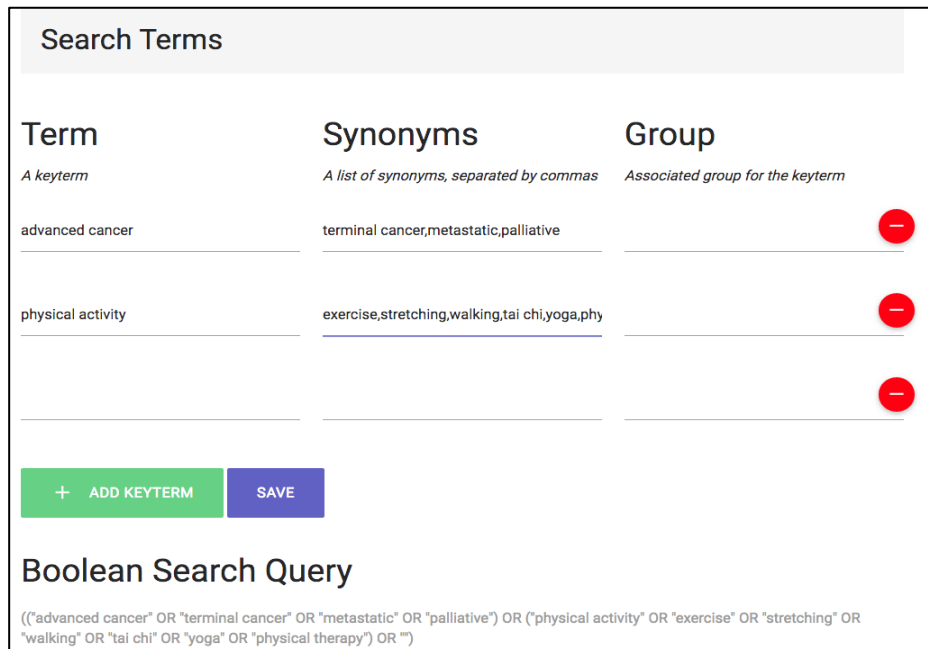 Search Terms
Term
Synonyms
Group
A keyterm
A list of synonyms, separated by commas
Associated group for the keyterm
advanced cancer
terminal cancer,metastatic,palliative
physical activity
exercise,stretching,walking,tai chi,yoga,phy
+ ADD KEYTERM
SAVE
Boolean Search Query
(("advanced cancer" OR "terminal cancer" OR "metastatic" OR "palliative") OR ("physical activity" OR "exercise" OR "stretching" OR
"walking" OR "tai chi" OR "yoga" OR "physical therapy") OR "")